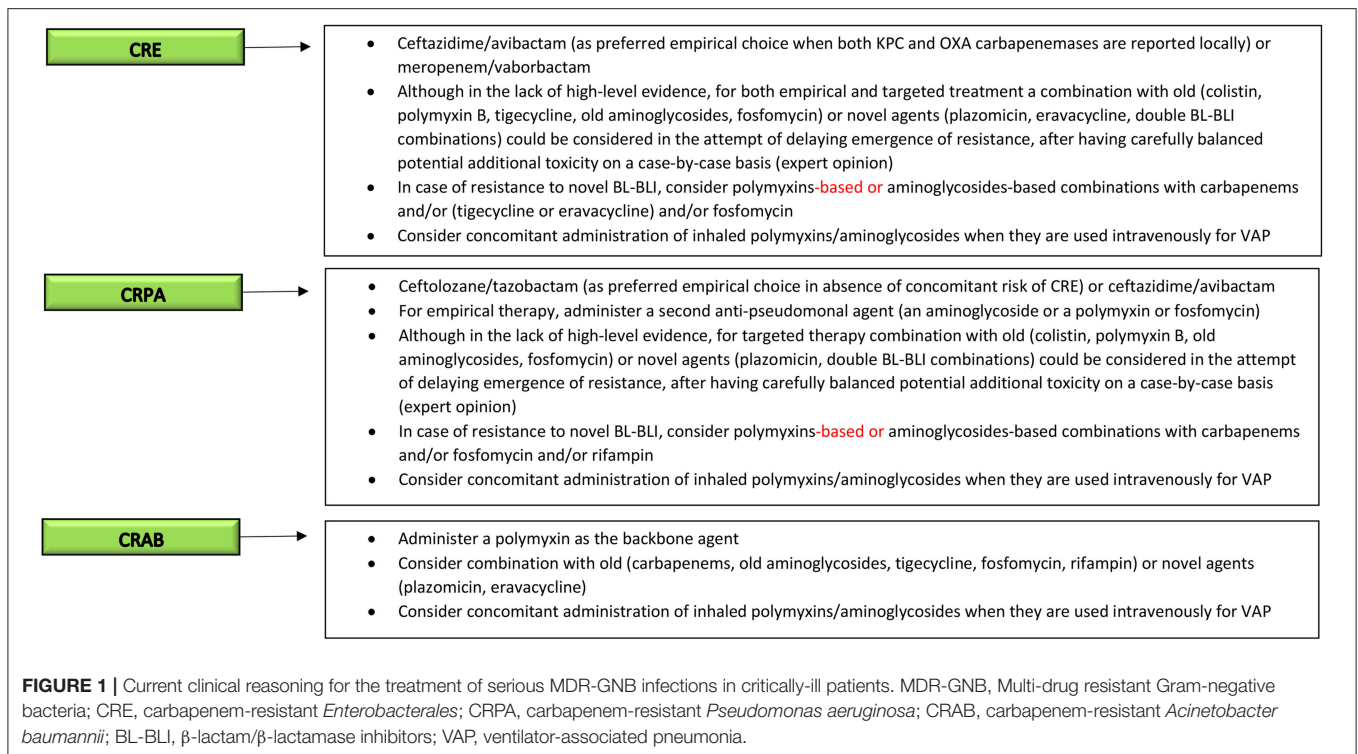 CRE
• Ceftazidime/avibactam (as preferred empirical choice when both KPC and OXA carbapenemases are reported locally) or
meropenem/vaborbactam
• Although in the lack of high-level evidence, for both empirical and targeted treatment a combination with old (colistin,
polymyxin B, tigecycline, old aminoglycosides, fosfomycin) or novel agents (plazomicin, eravacycline, double BL-BLI
combinations) could be considered in the attempt of delaying emergence of resistance, after having carefully balanced
potential additional toxicity on a case-by-case basis (expert opinion)
• In case of resistance to novel BL-BLI, consider polymyxins-based or aminoglycosides-based combinations with carbapenems
and/or (tigecycline or eravacycline) and/or fosfomycin
• Consider concomitant administration of inhaled polymyxins/aminoglycosides when they are used intravenously for VAP
CRPA
• Ceftolozane/tazobactam (as preferred empirical choice in absence of concomitant risk of CRE) or ceftazidime/avibactam
• For empirical therapy, administer a second anti-pseudomonal agent (an aminoglycoside or a polymyxin or fosfomycin)
• Although in the lack of high-level evidence, for targeted therapy combination with old (colistin, polymyxin B, old
aminoglycosides, fosfomycin) or novel agents (plazomicin, double BL-BLI combinations) could be considered in the attempt
of delaying emergence of resistance, after having carefully balanced potential additional toxicity on a case-by-case basis
(expert opinion)
• In case of resistance to novel BL-BLI, consider polymyxins-based or aminoglycosides-based combinations with carbapenems
and/or fosfomycin and/or rifampin
• Consider concomitant administration of inhaled polymyxins/aminoglycosides when they are used intravenously for VAP
CRAB
• Administer a polymyxin as the backbone agent
• Consider combination with old (carbapenems, old aminoglycosides, tigecycline, fosfomycin, rifampin) or novel agents
(plazomicin, eravacycline)
• Consider concomitant administration of inhaled polymyxins/aminoglycosides when they are used intravenously for VAP
FIGURE 1 | Current clinical reasoning for the treatment of serious MDR-GNB infections in critically-ill patients. MDR-GNB, Multi-drug resistant Gram-negative
bacteria; CRE, carbapenem-resistant Enterobacterales; CRPA, carbapenem-resistant Pseudomonas aeruginosa; CRAB, carbapenem-resistant Acinetobacter
baumannii; BL-BLI, β-lactam/β-lactamase inhibitors; VAP, ventilator-associated pneumonia.